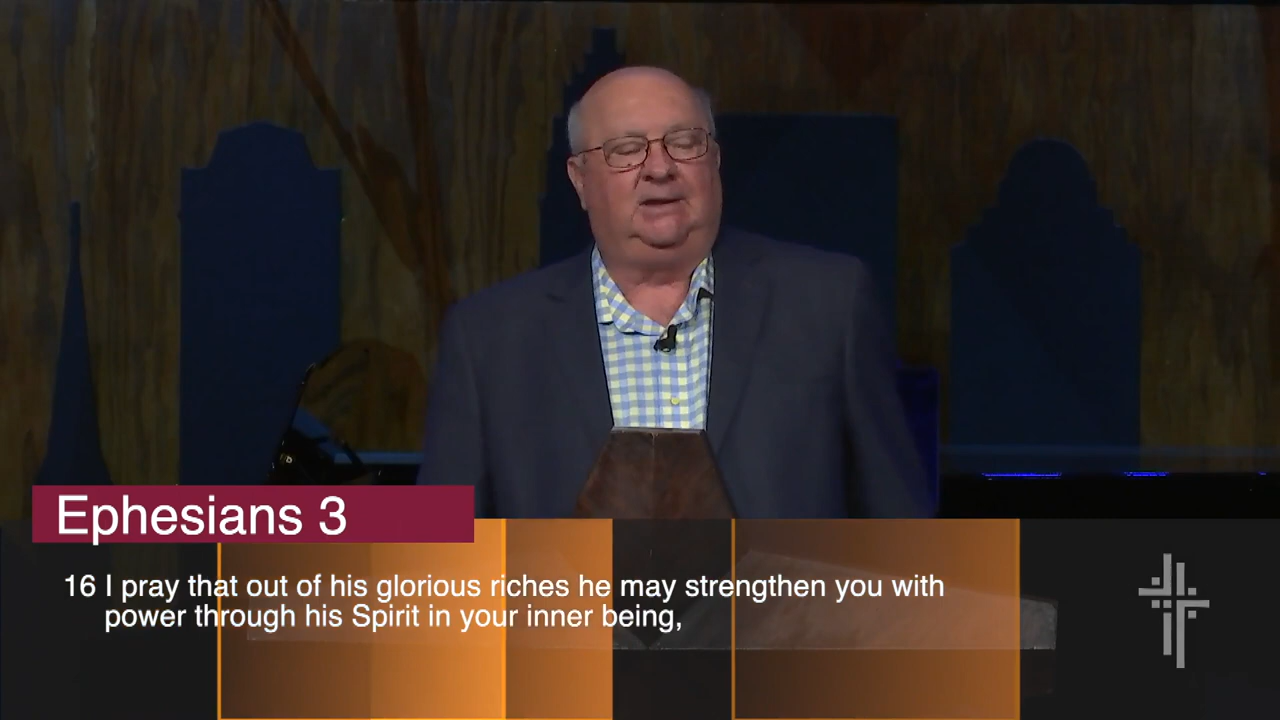 Ephesians 3
16 I pray that out of his glorious riches he may strengthen you with
power through his Spirit in your inner being,